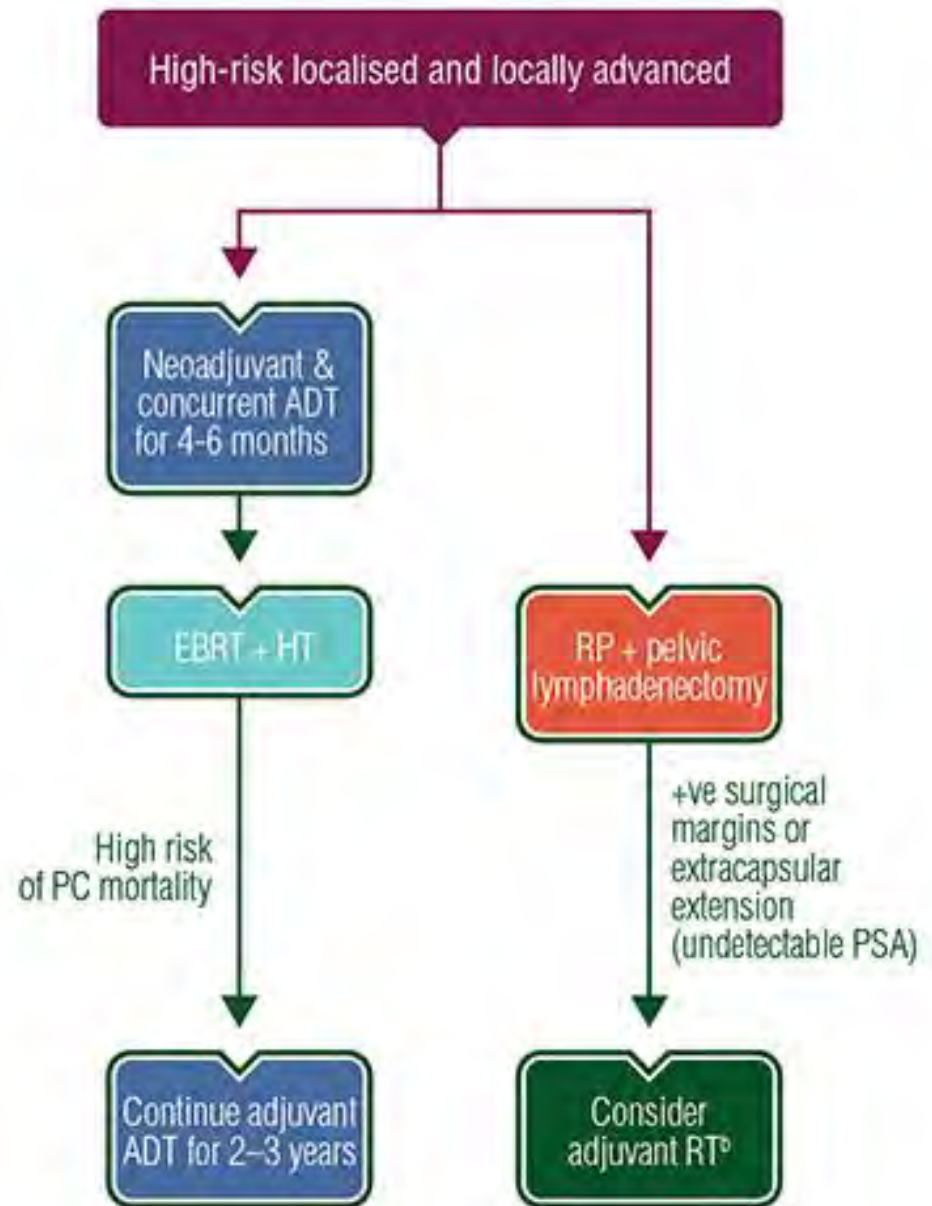 High-risk localised and locally advanced
Neoadjuvant &
concurrent ADT
for 4-6 months
EBRT + HT
RP + pelvic
lymphadenectomy
High risk
of PC mortality
+ve surgical
margins or
extracapsular
extension
(undetectable PSA)
Continue adjuvant
ADT for 2–3 years
Consider
adjuvant RTᵇ